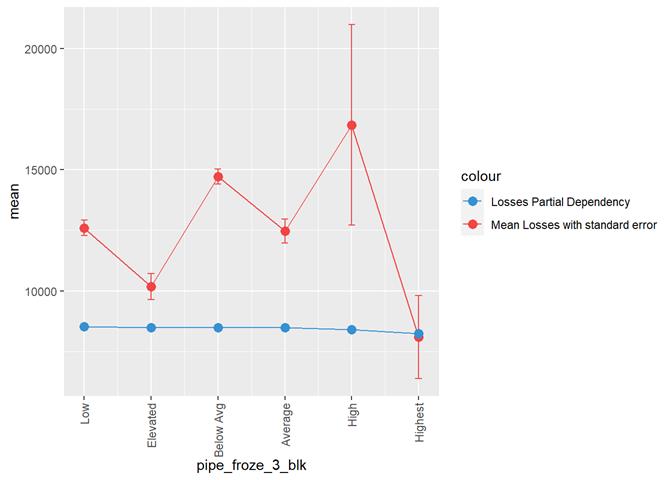 20000
15000
10000
mean
Low
Elevated
Below Avg
Average
High
Highest
pipe_froze_3_blk
colour
Losses Partial Dependency
Mean Losses with standard error